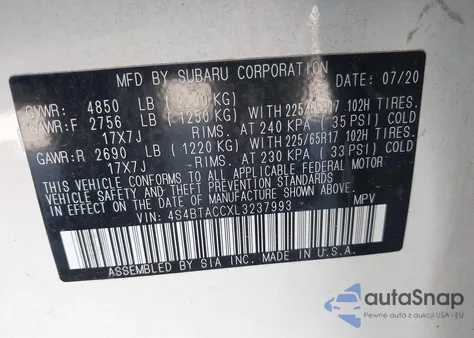 MFD BY SUBARU CORPORATION DATE: 07/20
GVWR: 4850 LB (2200 KG)
GAWR:F 2756 LB (1250 KG) WITH 225/65R17 102H TIRES.
17X7J RIMS. AT 240 KPA (35 PSI) COLD
GAWR:R 2690 LB (1220 KG) WITH 225/65R17 102H TIRES.
17X7J RIMS. AT 230 KPA (33 PSI) COLD
THIS VEHICLE CONFORMS TO ALL APPLICABLE FEDERAL MOTOR
VEHICLE SAFETY AND THEFT PREVENTION STANDARDS
IN EFFECT ON THE DATE OF MANUFACTURE SHOWN ABOVE.
VIN: 4S4BTACCXL3237993 MPV
ASSEMBLED BY SIA INC. MADE IN U.S.A.
autoSnap
Pewne auta z aukcji USA - EU